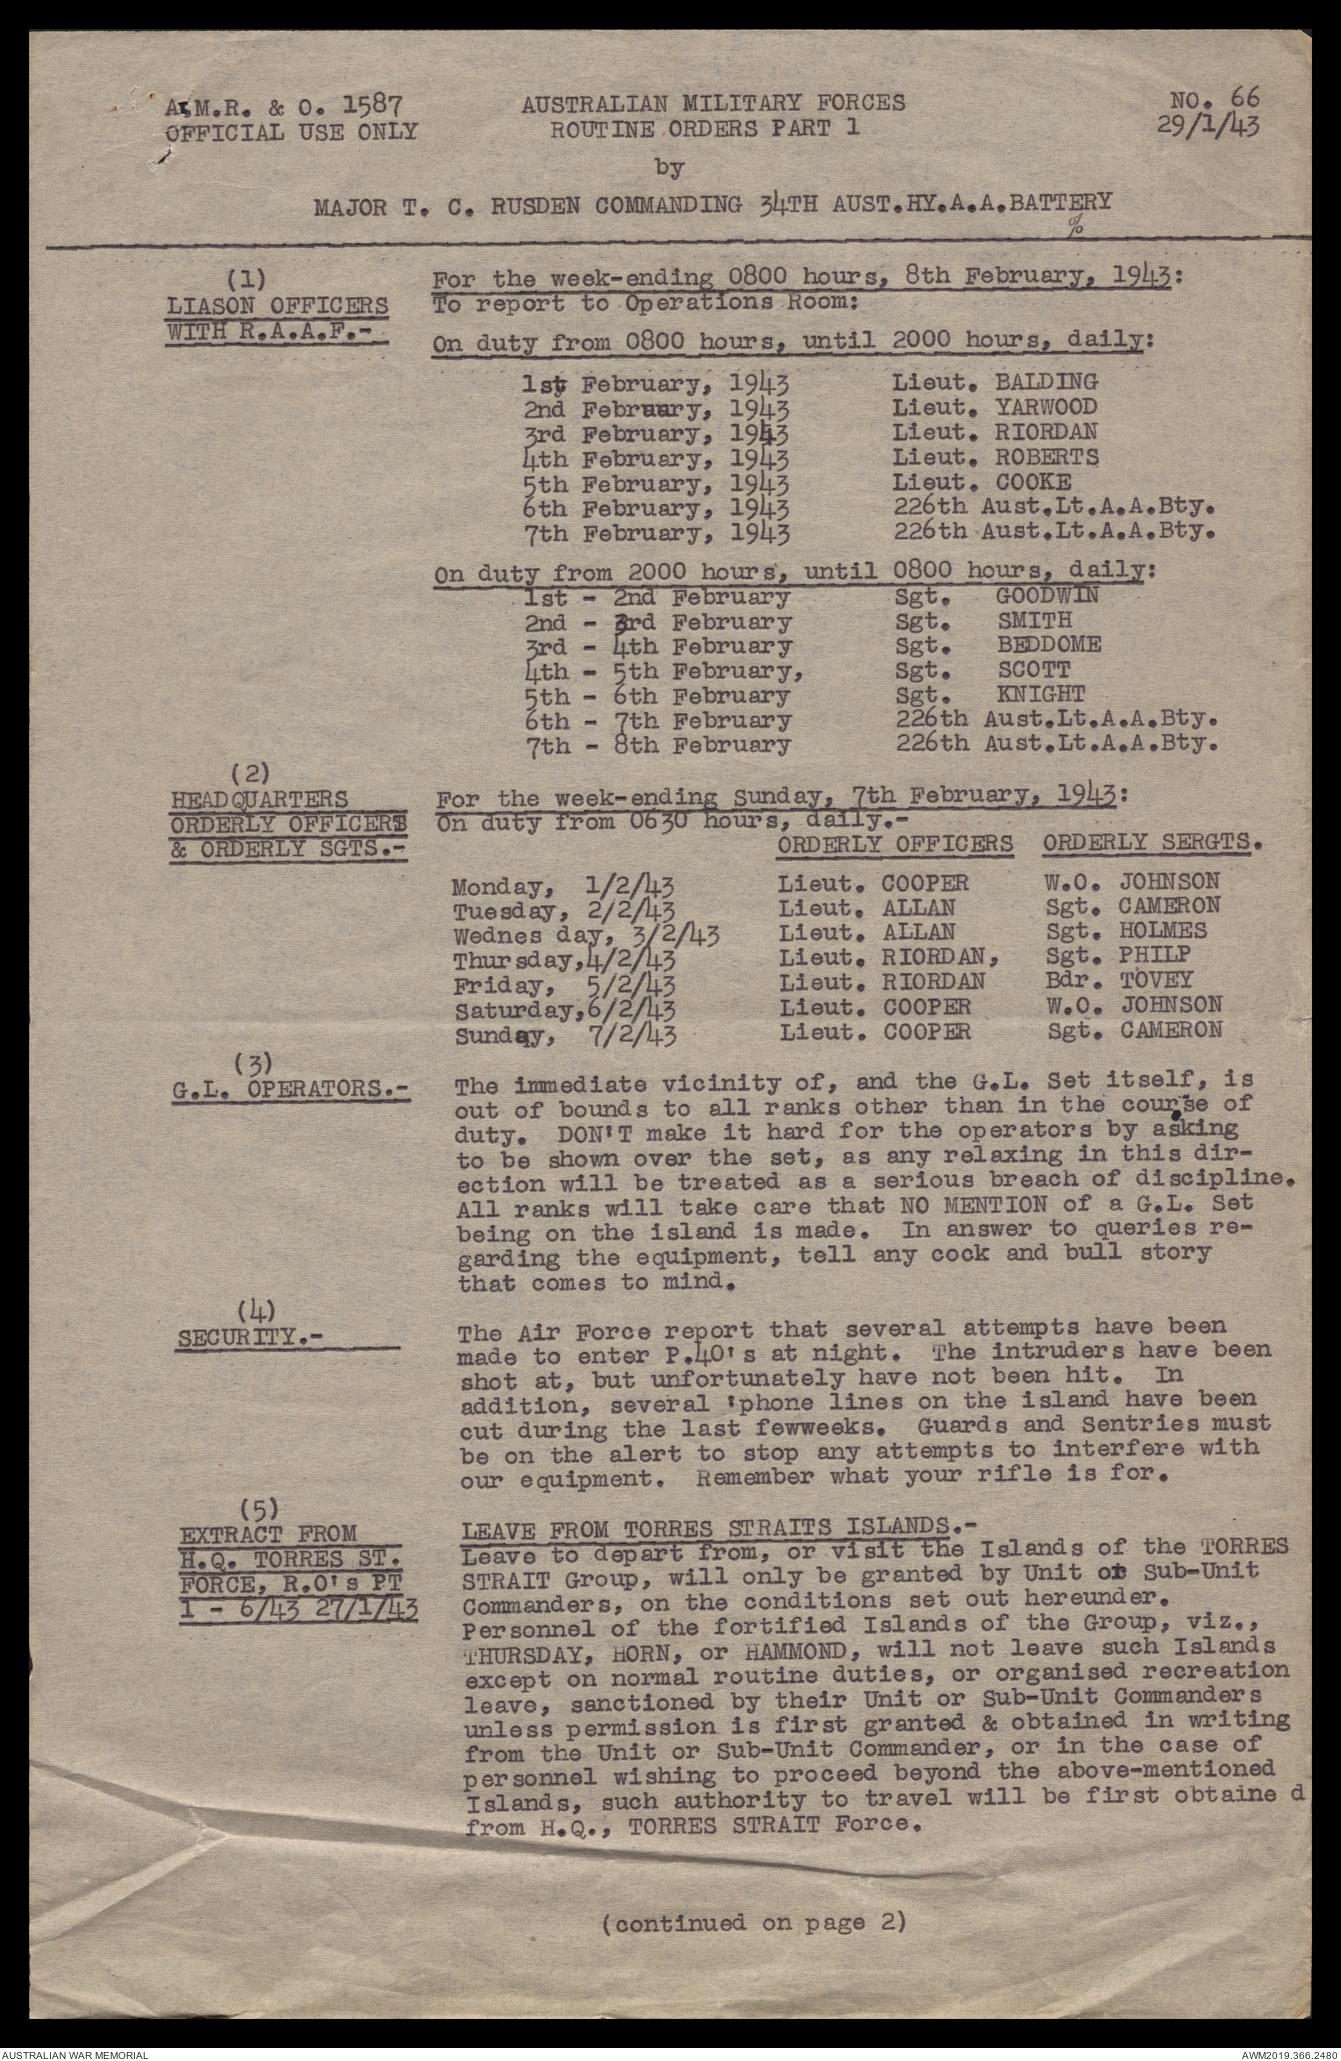 A.M.R. & O. 1587 AUSTRALIAN MILITARY FORCES NO. 66
OFFICIAL USE ONLY ROUTINE ORDERS PART 1 29/1/43
by
MAJOR T. C. RUSDEN COMMANDING 34TH AUST.HY.A.A.BATTERY
(1) For the week-ending 0800 hours, 8th February, 1943:
LIASON OFFICERS To report to Operations Room:
WITH R.A.A.F.-
On duty from 0800 hours, until 2000 hours, daily:
1st February, 1943 Lieut. BALDING
2nd February, 1943 Lieut. YARWOOD
3rd February, 1943 Lieut. RIORDAN
4th February, 1943 Lieut. ROBERTS
5th February, 1943 Lieut. COOKE
6th February, 1943 226th Aust.Lt.A.A.Bty.
7th February, 1943 226th Aust.Lt.A.A.Bty.
On duty from 2000 hours, until 0800 hours, daily:
1st - 2nd February Sgt. GOODWIN
2nd - 3rd February Sgt. SMITH
3rd - 4th February Sgt. BEDDOME
4th - 5th February, Sgt. SCOTT
5th - 6th February Sgt. KNIGHT
6th - 7th February 226th Aust.Lt.A.A.Bty.
7th - 8th February 226th Aust.Lt.A.A.Bty.
(2)
HEADQUARTERS For the week-ending Sunday, 7th February, 1943:
ORDERLY OFFICERS On duty from 0630 hours, daily.-
& ORDERLY SGTS.- ORDERLY OFFICERS ORDERLY SERGTS.
Monday, 1/2/43 Lieut. COOPER W.O. JOHNSON
Tuesday, 2/2/43 Lieut. ALLAN Sgt. CAMERON
Wednes day, 3/2/43 Lieut. ALLAN Sgt. HOLMES
Thursday,4/2/43 Lieut. RIORDAN, Sgt. PHILP
Friday, 5/2/43 Lieut. RIORDAN Bdr. TOVEY
Saturday,6/2/43 Lieut. COOPER W.O. JOHNSON
Sunday, 7/2/43 Lieut. COOPER Sgt. CAMERON
(3)
G.L. OPERATORS.- The immediate vicinity of, and the G.L. Set itself, is
out of bounds to all ranks other than in the course of
duty. DON'T make it hard for the operators by asking
to be shown over the set, as any relaxing in this dir-
ection will be treated as a serious breach of discipline.
All ranks will take care that NO MENTION of a G.L. Set
being on the island is made. In answer to queries re-
garding the equipment, tell any cock and bull story
that comes to mind.
(4)
SECURITY.- The Air Force report that several attempts have been
made to enter P.40's at night. The intruders have been
shot at, but unfortunately have not been hit. In
addition, several 'phone lines on the island have been
cut during the last fewweeks. Guards and Sentries must
be on the alert to stop any attempts to interfere with
our equipment. Remember what your rifle is for.
(5)
EXTRACT FROM LEAVE FROM TORRES STRAITS ISLANDS.-
H.Q. TORRES ST. Leave to depart from, or visit the Islands of the TORRES
FORCE, R.O's PT STRAIT Group, will only be granted by Unit or Sub-Unit
1 - 6/43 27/1/43 Commanders, on the conditions set out hereunder.
Personnel of the fortified Islands of the Group, viz.,
THURSDAY, HORN, or HAMMOND, will not leave such Islands
except on normal routine duties, or organised recreation
leave, sanctioned by their Unit or Sub-Unit Commanders
unless permission is first granted & obtained in writing
from the Unit or Sub-Unit Commander, or in the case of
personnel wishing to proceed beyond the above-mentioned
Islands, such authority to travel will be first obtaine d
from H.Q., TORRES STRAIT Force.
(continued on page 2)
AUSTRALIAN WAR MEMORIAL AWM2019.366.2480